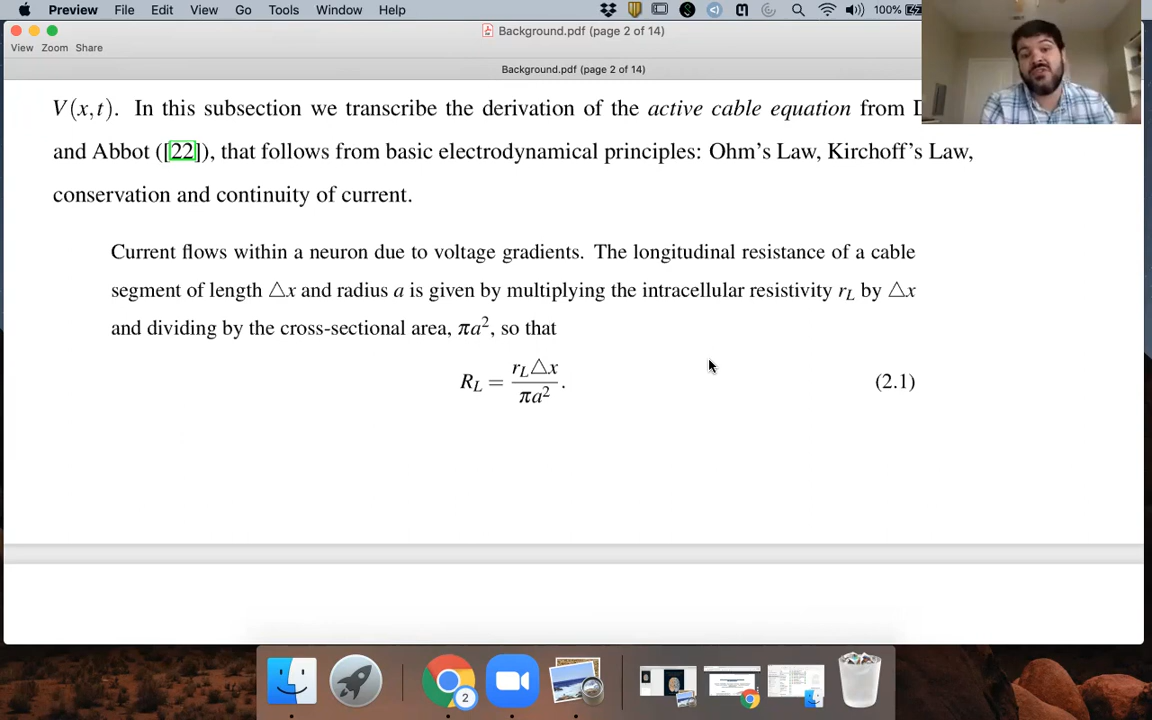 Preview File Edit View Go Tools Window Help 100%
Background.pdf (page 2 of 14)
View Zoom Share
Background.pdf (page 2 of 14)
V(x,t). In this subsection we transcribe the derivation of the active cable equation from D
and Abbot ([22]), that follows from basic electrodynamical principles: Ohm's Law, Kirchoff's Law,
conservation and continuity of current.
Current flows within a neuron due to voltage gradients. The longitudinal resistance of a cable
segment of length △x and radius a is given by multiplying the intracellular resistivity r_L by △x
and dividing by the cross-sectional area, πa², so that
R_L = r_L△x / πa². (2.1)
2